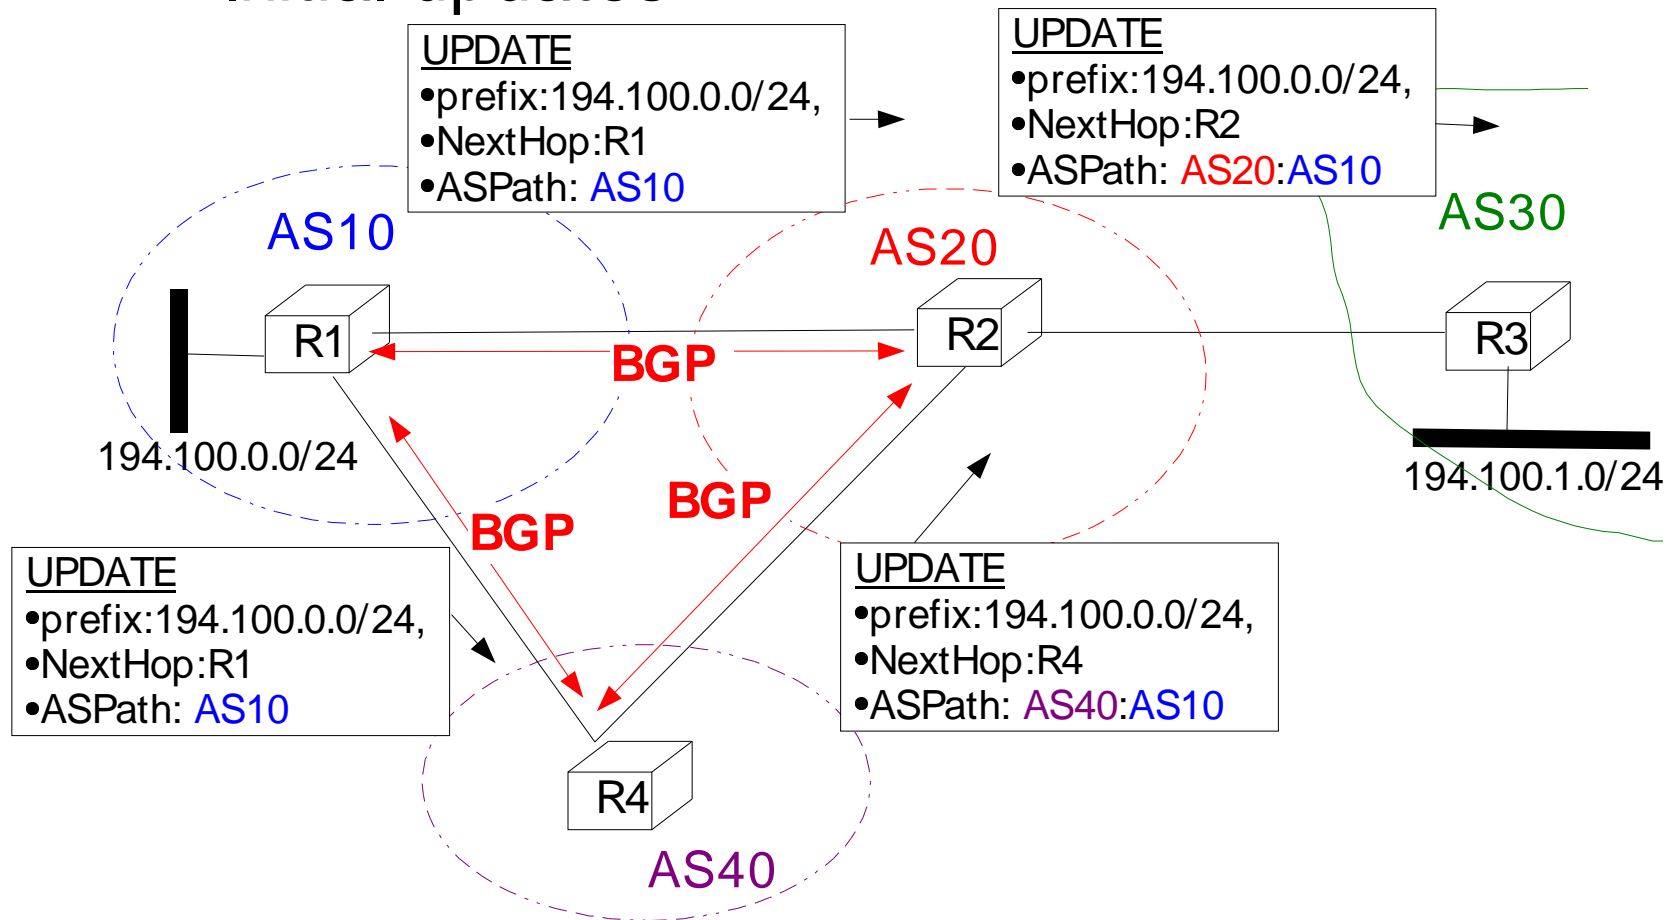 UPDATE
•prefix:194.100.0.0/24,
•NextHop:R1
•ASPath: AS10
UPDATE
•prefix:194.100.0.0/24,
•NextHop:R2
•ASPath: AS20:AS10
AS10
AS20
AS30
R1
R2
R3
BGP
194.100.0.0/24
194.100.1.0/24
BGP
BGP
UPDATE
•prefix:194.100.0.0/24,
•NextHop:R1
•ASPath: AS10
UPDATE
•prefix:194.100.0.0/24,
•NextHop:R4
•ASPath: AS40:AS10
R4
AS40